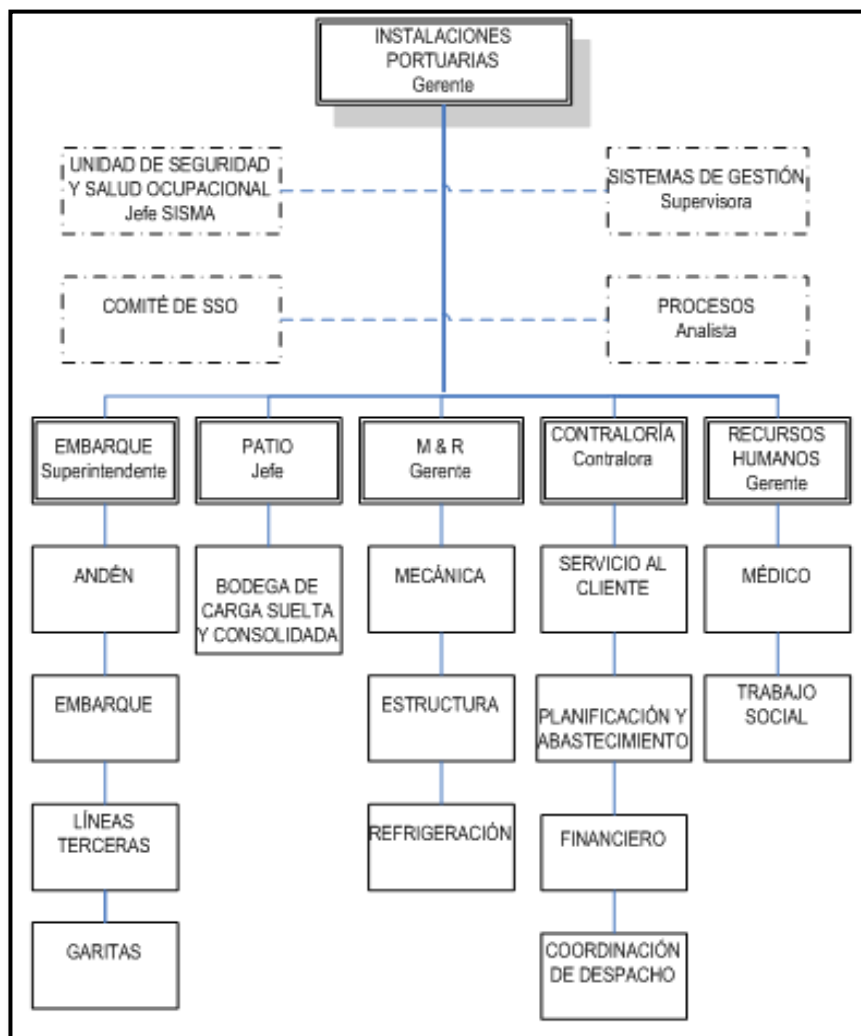 INSTALACIONES
PORTUARIAS
Gerente
UNIDAD DE SEGURIDAD
Y SALUD OCUPACIONAL
Jefe SISMA
SISTEMAS DE GESTIÓN
Supervisora
COMITÉ DE SSO
PROCESOS
Analista
EMBARQUE
Superintendente
PATIO
Jefe
M & R
Gerente
CONTRALORÍA
Contralora
RECURSOS
HUMANOS
Gerente
ANDÉN
BODEGA DE
CARGA SUELTA
Y CONSOLIDADA
MECÁNICA
SERVICIO AL
CLIENTE
MÉDICO
EMBARQUE
ESTRUCTURA
PLANIFICACIÓN Y
ABASTECIMIENTO
TRABAJO
SOCIAL
LÍNEAS
TERCERAS
REFRIGERACIÓN
FINANCIERO
GARITAS
COORDINACIÓN
DE DESPACHO